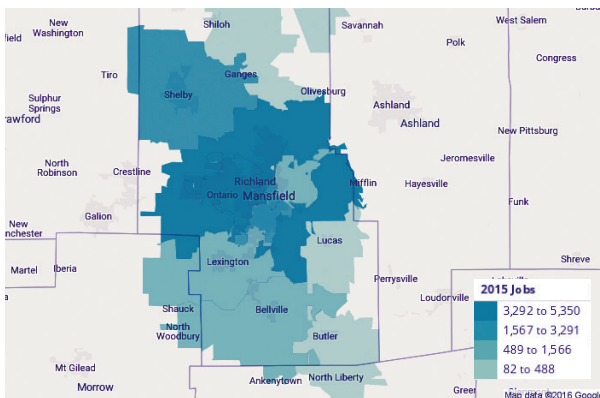 New
Washington
Shiloh
Savannah
West Salem
Polk
field
Congress
Tiro
Ganges
Shelby
Olivesburg
Sulphur
Springs
Ashland
Ashland
rawford
New Pittsburg
North
Robinson
Crestline
Jeromesville
Richland
Mifflin
Hayesville
Ontario
Mansfield
Galion
Funk
New
nchester
Lucas
Martel
Iberia
Lexington
Shreve
Perrysville
Loudonville
Shauck
Bellville
North
Woodbury
Butler
Mt Gilead
Morrow
Ankenytown
North Liberty
2015 Jobs
3,292 to 5,350
1,567 to 3,291
489 to 1,566
82 to 488
Map data ©2016 Google